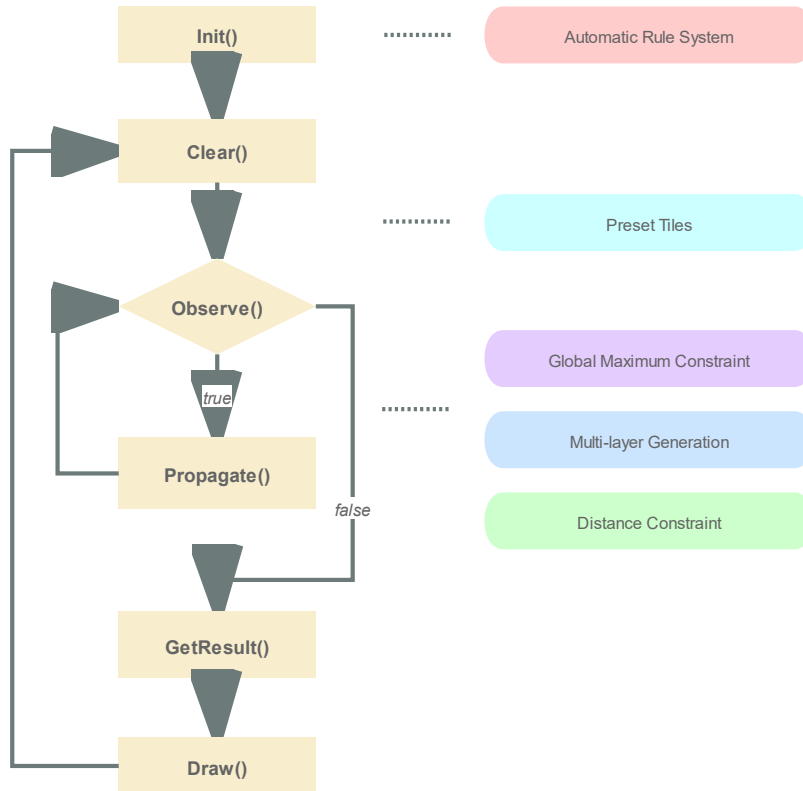 Init()
Automatic Rule System
Clear()
Preset Tiles
Observe()
Global Maximum Constraint
true
Multi-layer Generation
Propagate()
false
Distance Constraint
GetResult()
Draw()